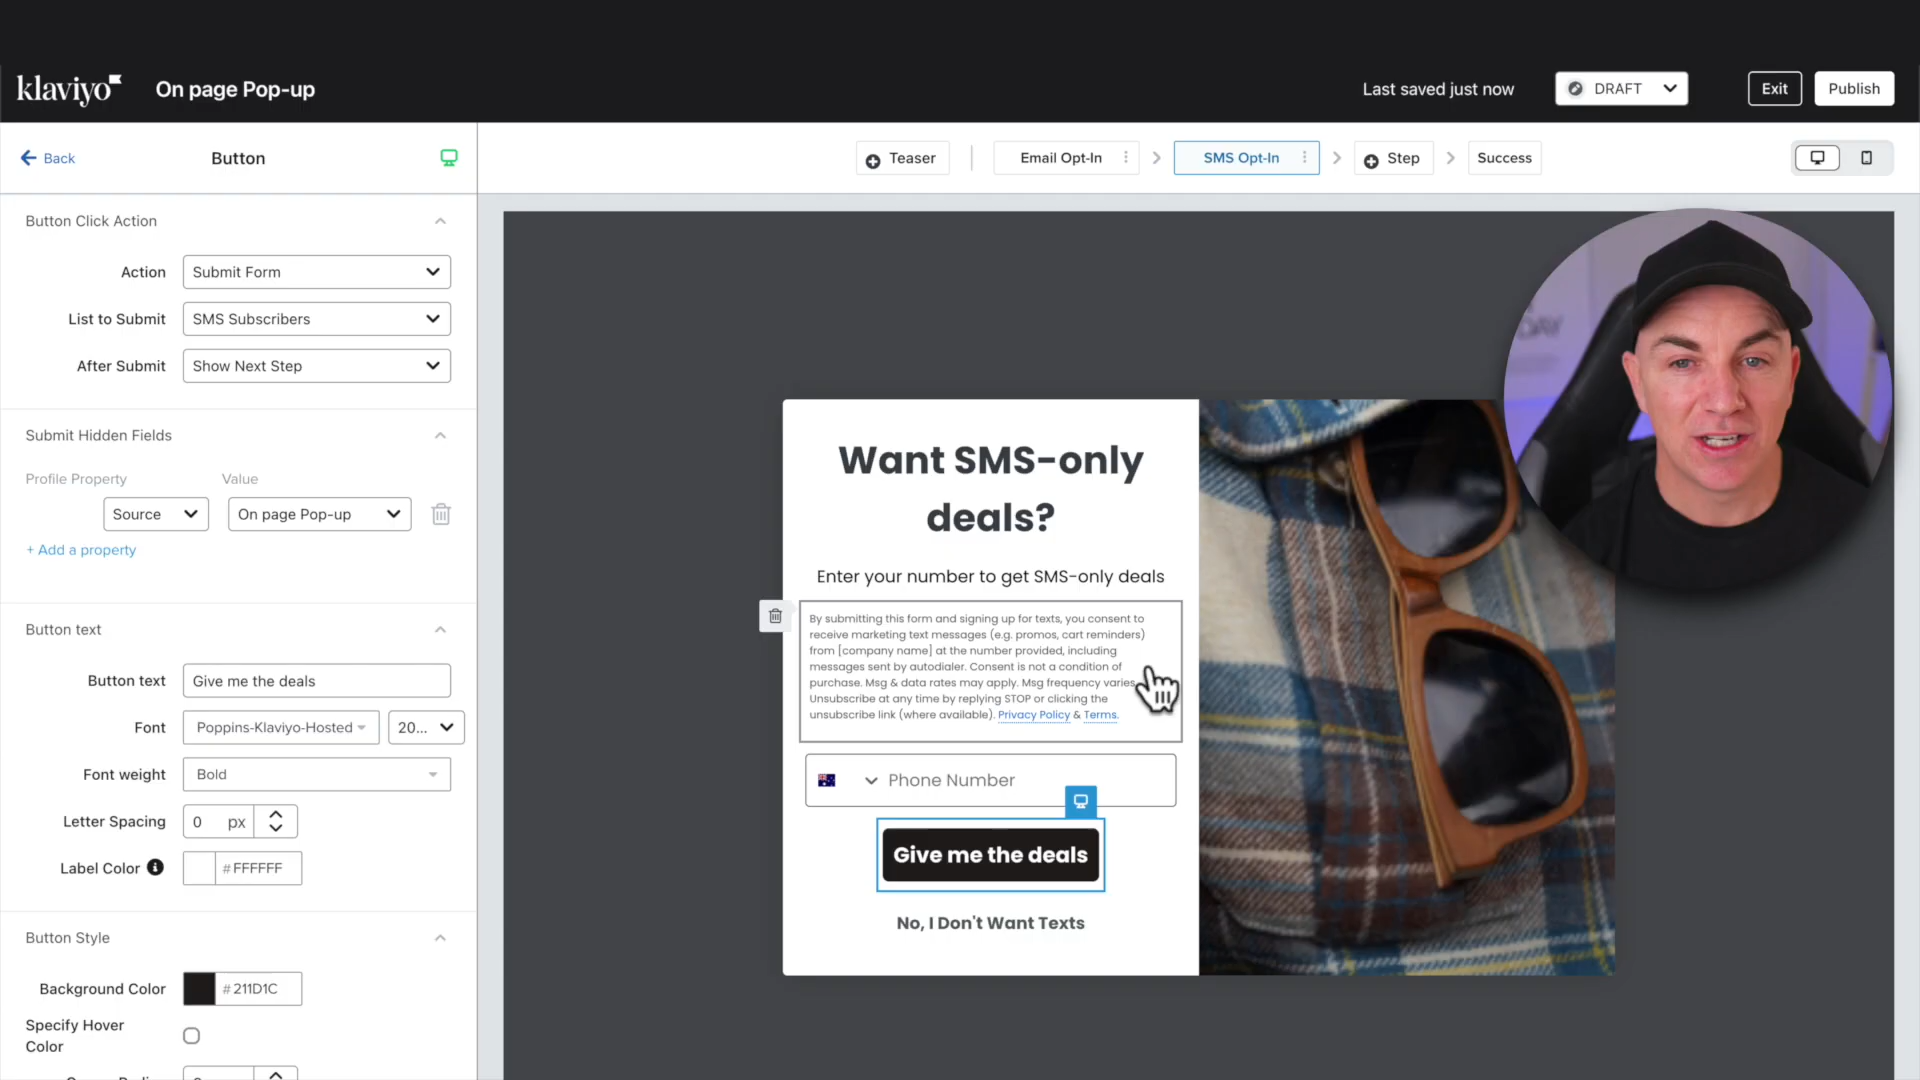 klaviyo
On page Pop-up
Last saved just now
DRAFT
Exit
Publish
Back
Button
Teaser
Email Opt-In
SMS Opt-In
Step
Success
Button Click Action
Action
Submit Form
List to Submit
SMS Subscribers
After Submit
Show Next Step
Submit Hidden Fields
Profile Property
Value
Source
On page Pop-up
+ Add a property
Button text
Button text
Give me the deals
Font
Poppins-Klaviyo-Hosted
20...
Font weight
Bold
Letter Spacing
0 px
Label Color
#FFFFFF
Button Style
Background Color
#211D1C
Specify Hover
Color
Want SMS-only
deals?
Enter your number to get SMS-only deals
By submitting this form and signing up for texts, you consent to
receive marketing text messages (e.g. promos, cart reminders)
from [company name] at the number provided, including
messages sent by autodialer. Consent is not a condition of
purchase. Msg & data rates may apply. Msg frequency varies.
Unsubscribe at any time by replying STOP or clicking the
unsubscribe link (where available). Privacy Policy & Terms.
Phone Number
Give me the deals
No, I Don't Want Texts